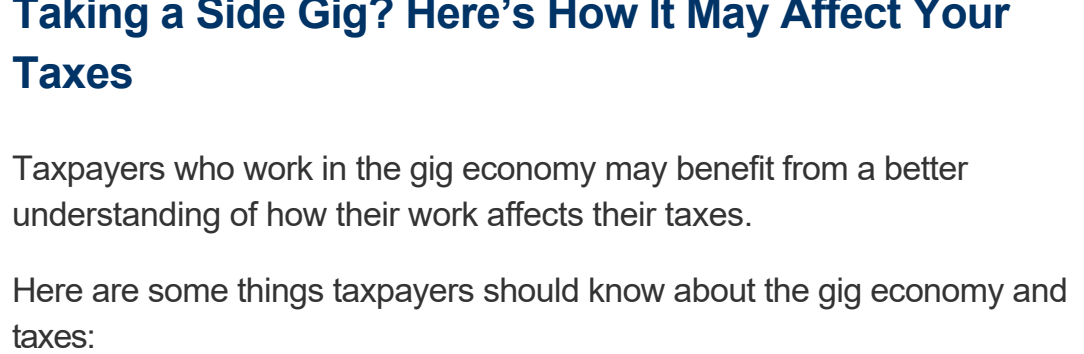 Taking a Side Gig? Here’s How It May Affect Your
Taxes
Taxpayers who work in the gig economy may benefit from a better
understanding of how their work affects their taxes.
Here are some things taxpayers should know about the gig economy and
taxes: